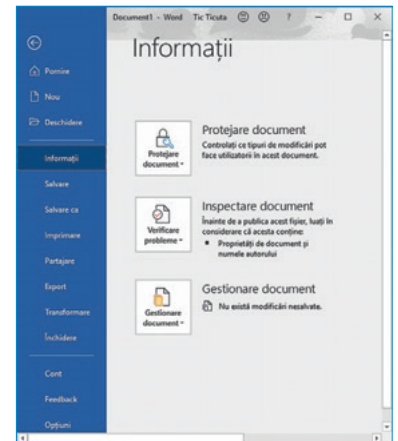 Document1 - Word Tic Ticuta ?
Informații
Pornire
Nou
Deschidere
Informații
Salvare
Salvare ca
Imprimare
Partajare
Export
Transformare
Închidere
Cont
Feedback
Opțiuni
Protejare document
Protejare document
Controlați ce tipuri de modificări pot
face utilizatorii în acest document.
Verificare probleme
Inspectare document
Înainte de a publica acest fișier, luați în
considerare că acesta conține:
Proprietăți de document și
numele autorului
Gestionare document
Gestionare document
Nu există modificări nesalvate.